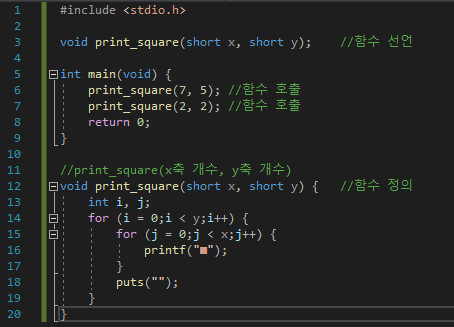 1 #include <stdio.h>
2
3 void print_square(short x, short y);    //함수 선언
4
5 int main(void) {
6     print_square(7, 5); //함수 호출
7     print_square(2, 2); //함수 호출
8     return 0;
9 }
10
11 //print_square(x축 개수, y축 개수)
12 void print_square(short x, short y) {   //함수 정의
13     int i, j;
14     for (i = 0;i < y;i++) {
15         for (j = 0;j < x;j++) {
16             printf("■");
17         }
18         puts("");
19     }
20 }